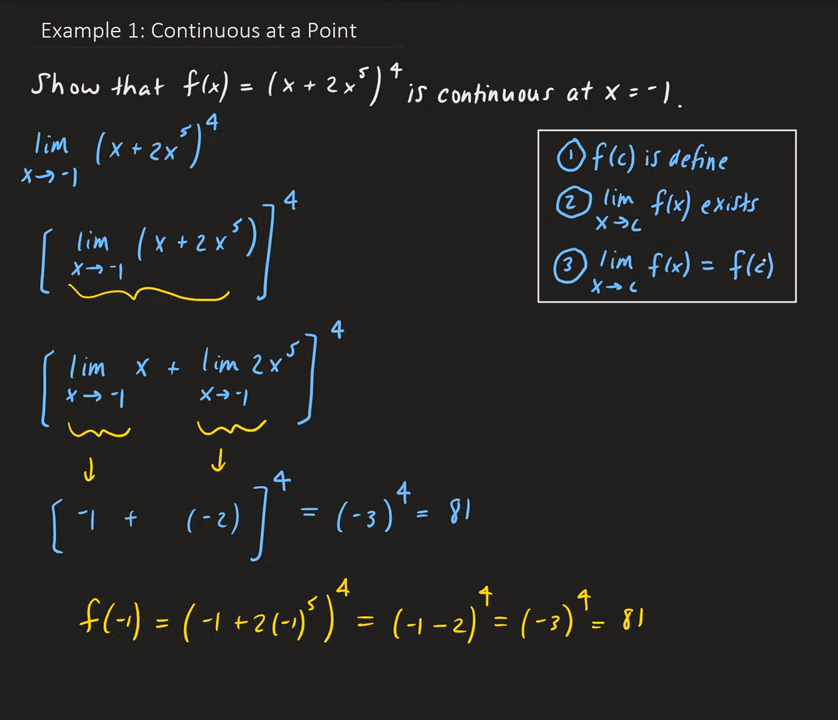 Example 1: Continuous at a Point
Show that f(x) = (x + 2x⁵)⁴ is continuous at x = -1.
lim x→-1 (x + 2x⁵)⁴
[ lim x→-1 (x + 2x⁵) ]⁴
[ lim x→-1 x + lim x→-1 2x⁵ ]⁴
[ -1 + (-2) ]⁴ = (-3)⁴ = 81
f(-1) = (-1 + 2(-1)⁵)⁴ = (-1 - 2)⁴ = (-3)⁴ = 81
① f(c) is define
② lim x→c f(x) exists
③ lim x→c f(x) = f(c)